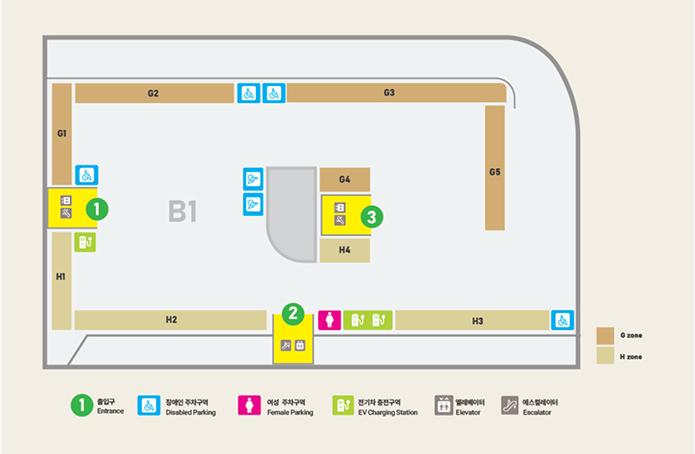 G2
G3
G1
G5
G4
1
B1
3
H4
H1
2
H2
H3
G zone
H zone
1 출입구 Entrance
장애인 주차구역 Disabled Parking
여성 주차구역 Female Parking
전기차 충전구역 EV Charging Station
엘레베이터 Elevator
에스컬레이터 Escalator